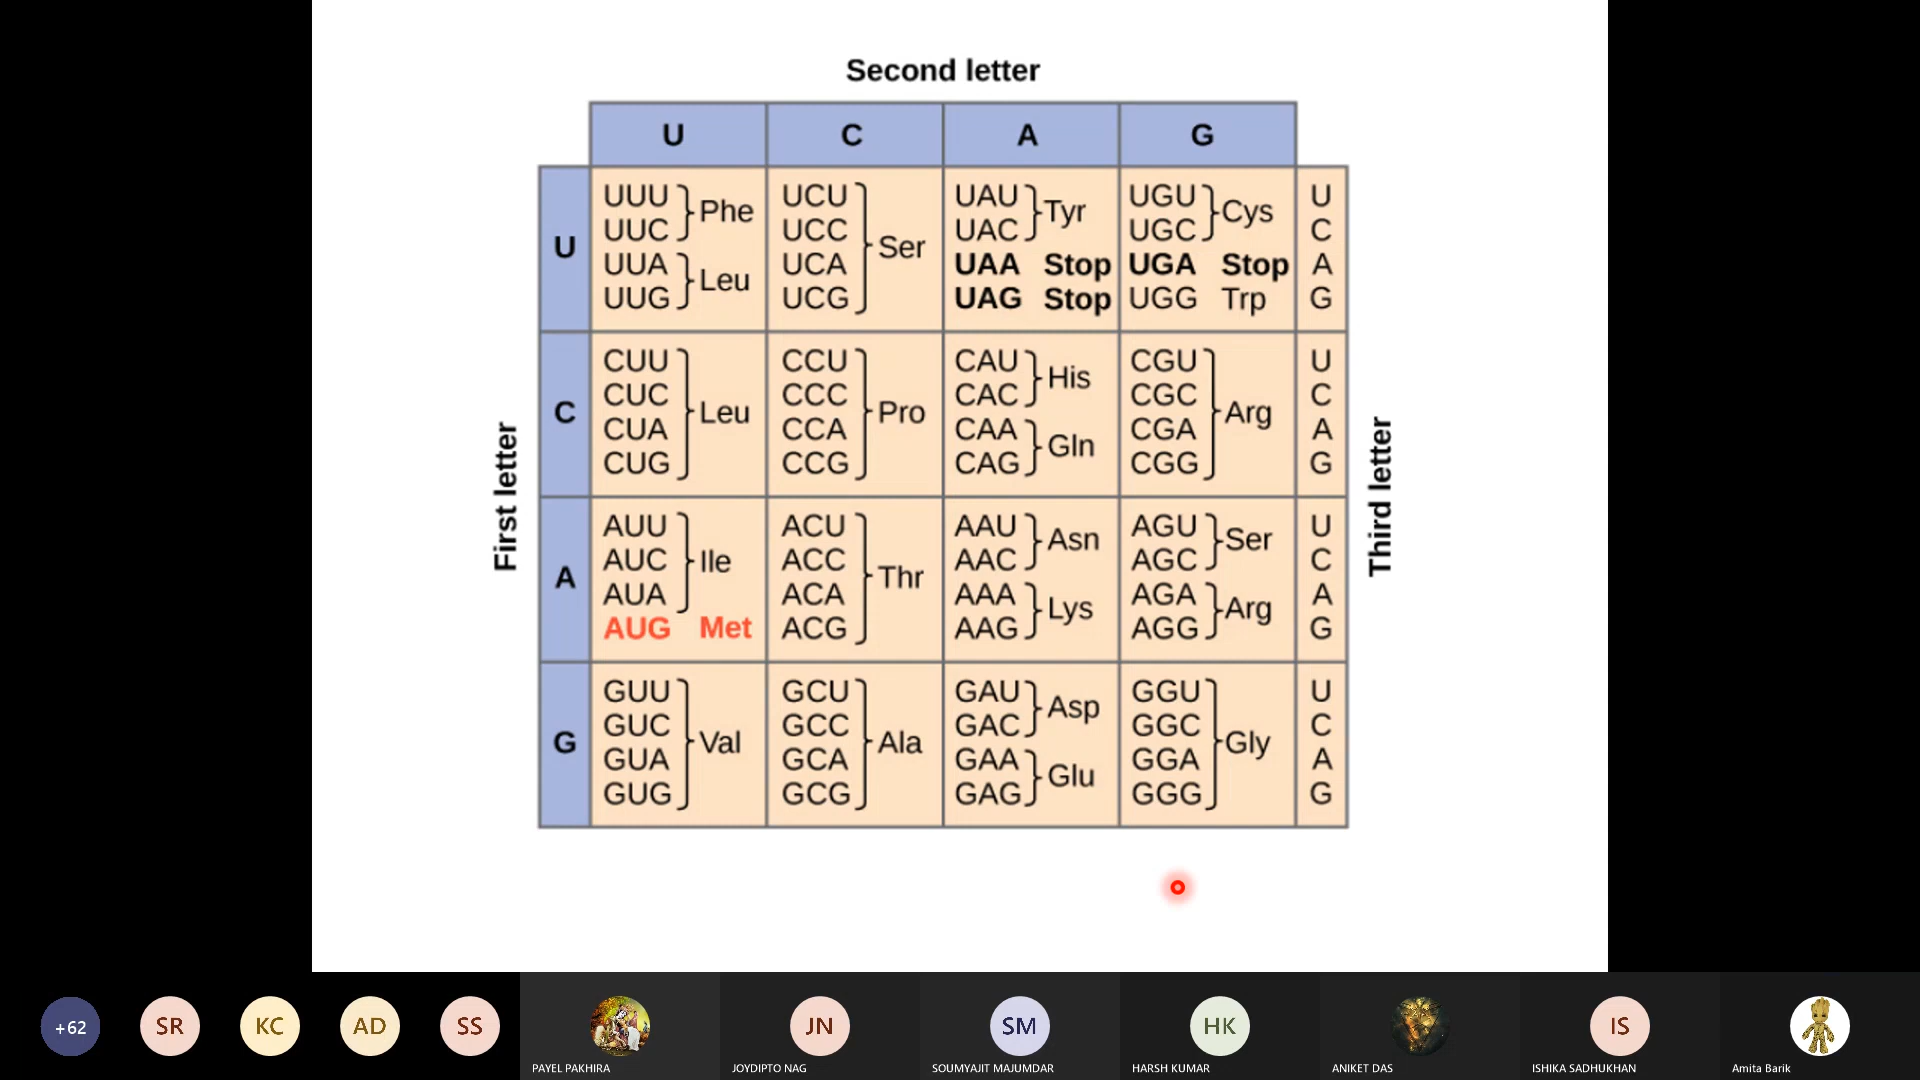 Second letter
U C A G
First letter
Third letter
U
UUU
UUC
Phe
UUA
UUG
Leu
UCU
UCC
UCA
UCG
Ser
UAU
UAC
Tyr
UAA Stop
UAG Stop
UGU
UGC
Cys
UGA Stop
UGG Trp
U
C
A
G
C
CUU
CUC
CUA
CUG
Leu
CCU
CCC
CCA
CCG
Pro
CAU
CAC
His
CAA
CAG
Gln
CGU
CGC
CGA
CGG
Arg
U
C
A
G
A
AUU
AUC
AUA
Ile
AUG Met
ACU
ACC
ACA
ACG
Thr
AAU
AAC
Asn
AAA
AAG
Lys
AGU
AGC
Ser
AGA
AGG
Arg
U
C
A
G
G
GUU
GUC
GUA
GUG
Val
GCU
GCC
GCA
GCG
Ala
GAU
GAC
Asp
GAA
GAG
Glu
GGU
GGC
GGA
GGG
Gly
U
C
A
G
+62 SR KC AD SS JN SM HK IS
PAYEL PAKHIRA JOYDIPTO NAG SOUMYAJIT MAJUMDAR HARSH KUMAR ANIKET DAS ISHIKA SADHUKHAN Amita Barik